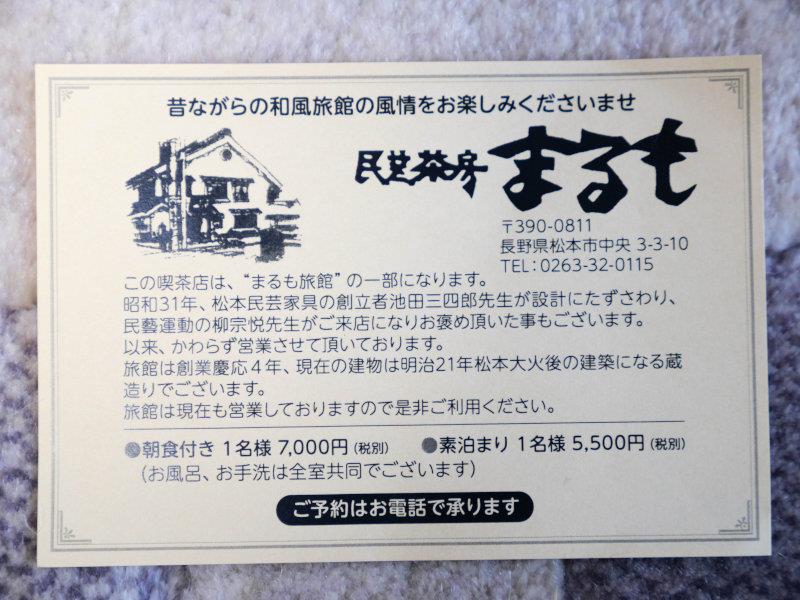 昔ながらの和風旅館の風情をお楽しみくださいませ
民芸茶房 まるも
〒390-0811
長野県松本市中央 3-3-10
TEL：0263-32-0115
この喫茶店は、“まるも旅館”の一部になります。
昭和31年、松本民芸家具の創立者池田三四郎先生が設計にたずさわり、
民藝運動の柳宗悦先生がご来店になりお褒め頂いた事もございます。
以来、かわらず営業させて頂いております。
旅館は創業慶応４年、現在の建物は明治21年松本大火後の建築になる蔵
造りでございます。
旅館は現在も営業しておりますので是非ご利用ください。
●朝食付き 1名様 7,000円（税別） ●素泊まり 1名様 5,500円（税別）
（お風呂、お手洗は全室共同でございます）
ご予約はお電話で承ります